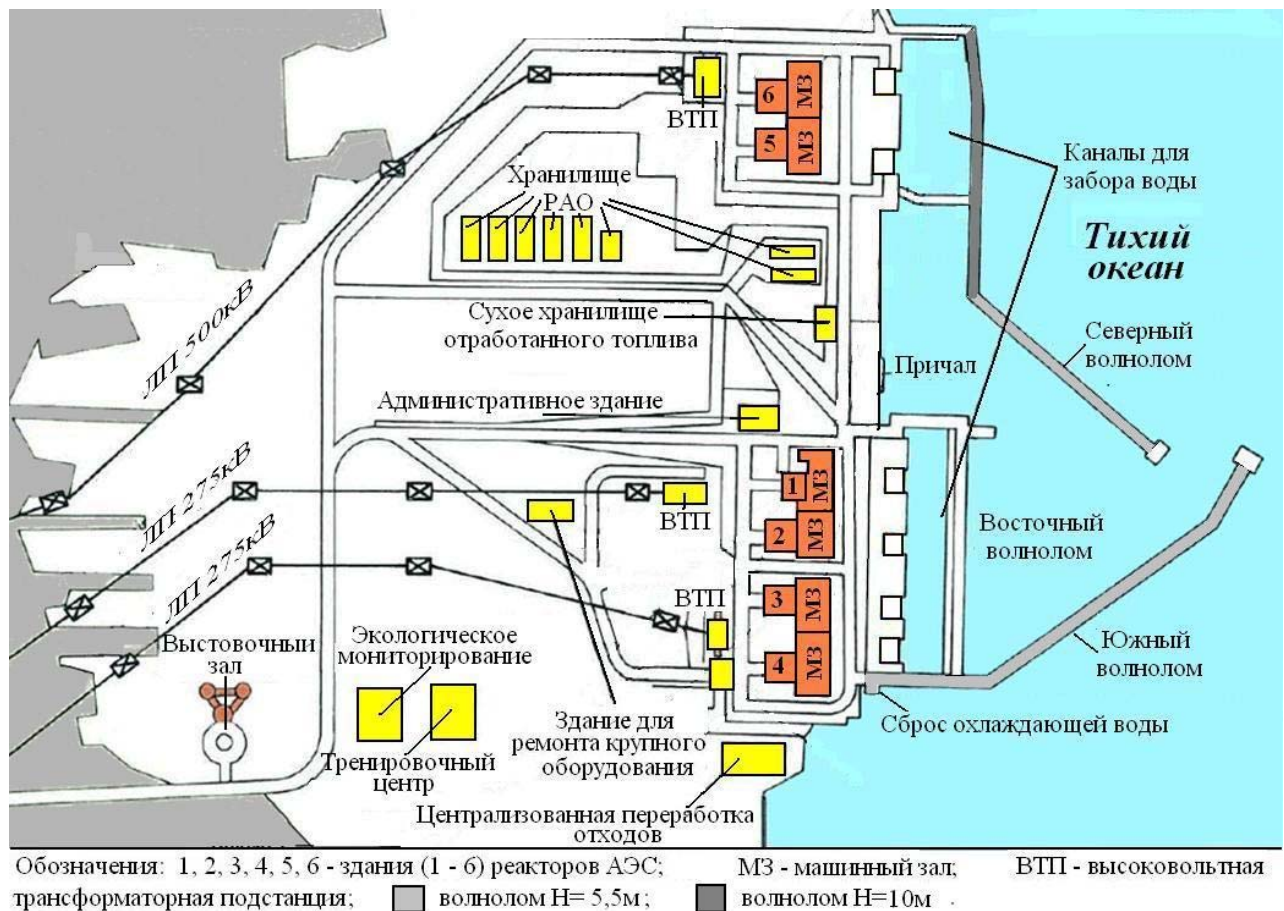 6
МЗ
ВТП
5
МЗ
Каналы для
забора воды
Хранилище
РАО
Тихий
океан
ЛП 500кВ
Сухое хранилище
отработанного топлива
Северный
волнолом
Причал
Административное здание
ЛП 275кВ
1
МЗ
ВТП
2
МЗ
Восточный
волнолом
ЛП 275кВ
ВТП
3
МЗ
Выстовочный
зал
Экологическое
мониторирование
4
МЗ
Южный
волнолом
Здание для
ремонта крупного
оборудования
Сброс охлаждающей воды
Тренировочный
центр
Централизованная переработка
отходов
Обозначения: 1, 2, 3, 4, 5, 6 - здания (1 - 6) реакторов АЭС; МЗ - машинный зал; ВТП - высоковольтная
трансформаторная подстанция; волнолом Н= 5,5м; волнолом Н=10м .